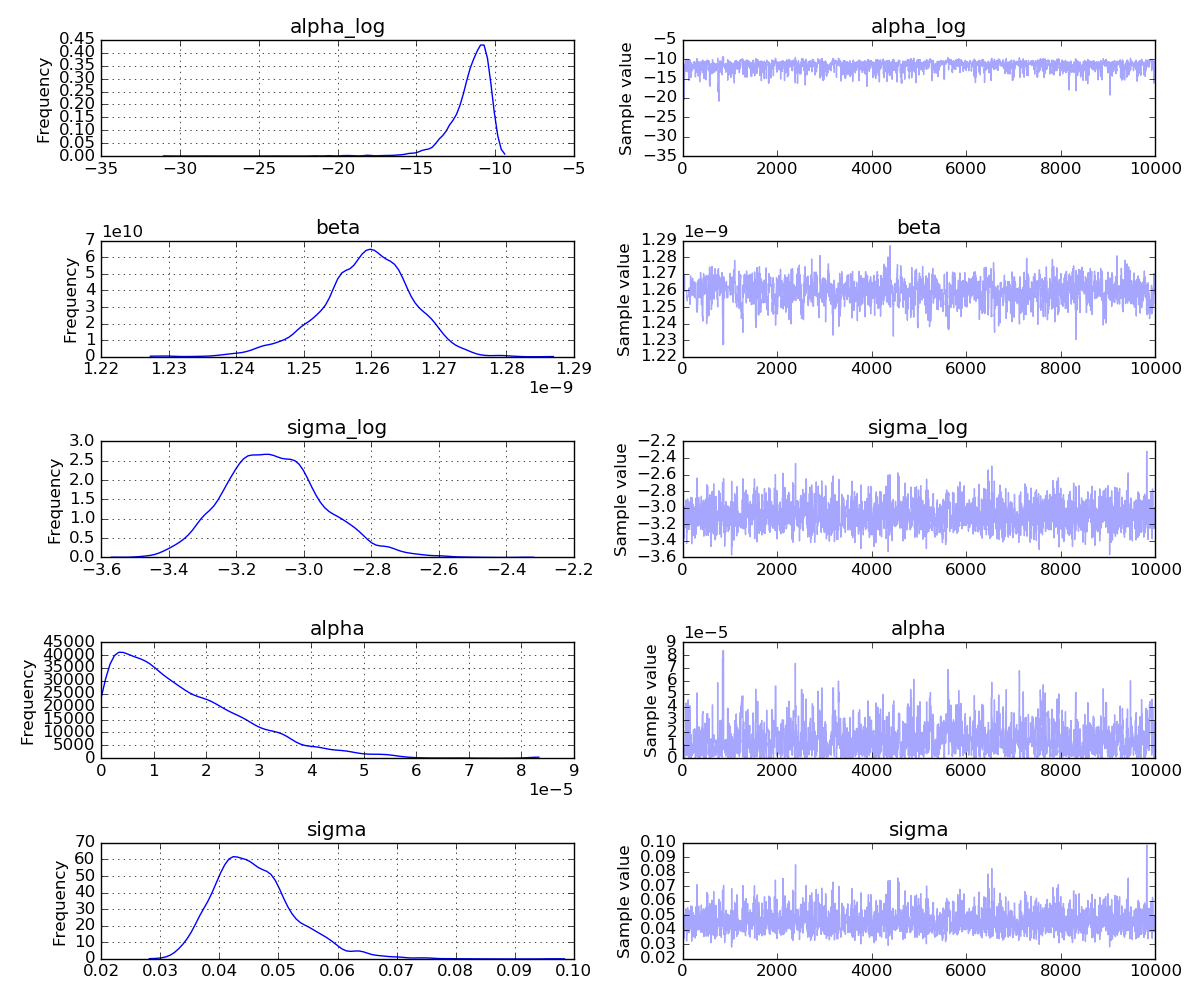 alpha_log
Frequency
0.45
0.40
0.35
0.30
0.25
0.20
0.15
0.10
0.05
0.00
−35 −30 −25 −20 −15 −10 −5
alpha_log
Sample value
−5
−10
−15
−20
−25
−30
−35
0 2000 4000 6000 8000 10000
beta
1e10
Frequency
7
6
5
4
3
2
1
0
1.22 1.23 1.24 1.25 1.26 1.27 1.28 1.29
1e−9
beta
1e−9
Sample value
1.29
1.28
1.27
1.26
1.25
1.24
1.23
1.22
0 2000 4000 6000 8000 10000
sigma_log
Frequency
3.0
2.5
2.0
1.5
1.0
0.5
0.0
−3.6 −3.4 −3.2 −3.0 −2.8 −2.6 −2.4 −2.2
sigma_log
Sample value
−2.2
−2.4
−2.6
−2.8
−3.0
−3.2
−3.4
−3.6
0 2000 4000 6000 8000 10000
alpha
Frequency
45000
40000
35000
30000
25000
20000
15000
10000
5000
0
0 1 2 3 4 5 6 7 8 9
1e−5
alpha
1e−5
Sample value
9
8
7
6
5
4
3
2
1
0
0 2000 4000 6000 8000 10000
sigma
Frequency
70
60
50
40
30
20
10
0
0.02 0.03 0.04 0.05 0.06 0.07 0.08 0.09 0.10
sigma
Sample value
0.10
0.09
0.08
0.07
0.06
0.05
0.04
0.03
0.02
0 2000 4000 6000 8000 10000